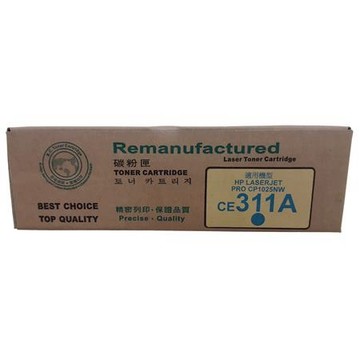 Remanufactured
Laser Toner Cartridge
碳粉匣
TONER CARTRIDGE
토너 카트리지
BEST CHOICE
TOP QUALITY
精密列印·保證品質
Precise - Quality
適用機型
HP LASERJET
PRO CP1025NW
CE311A